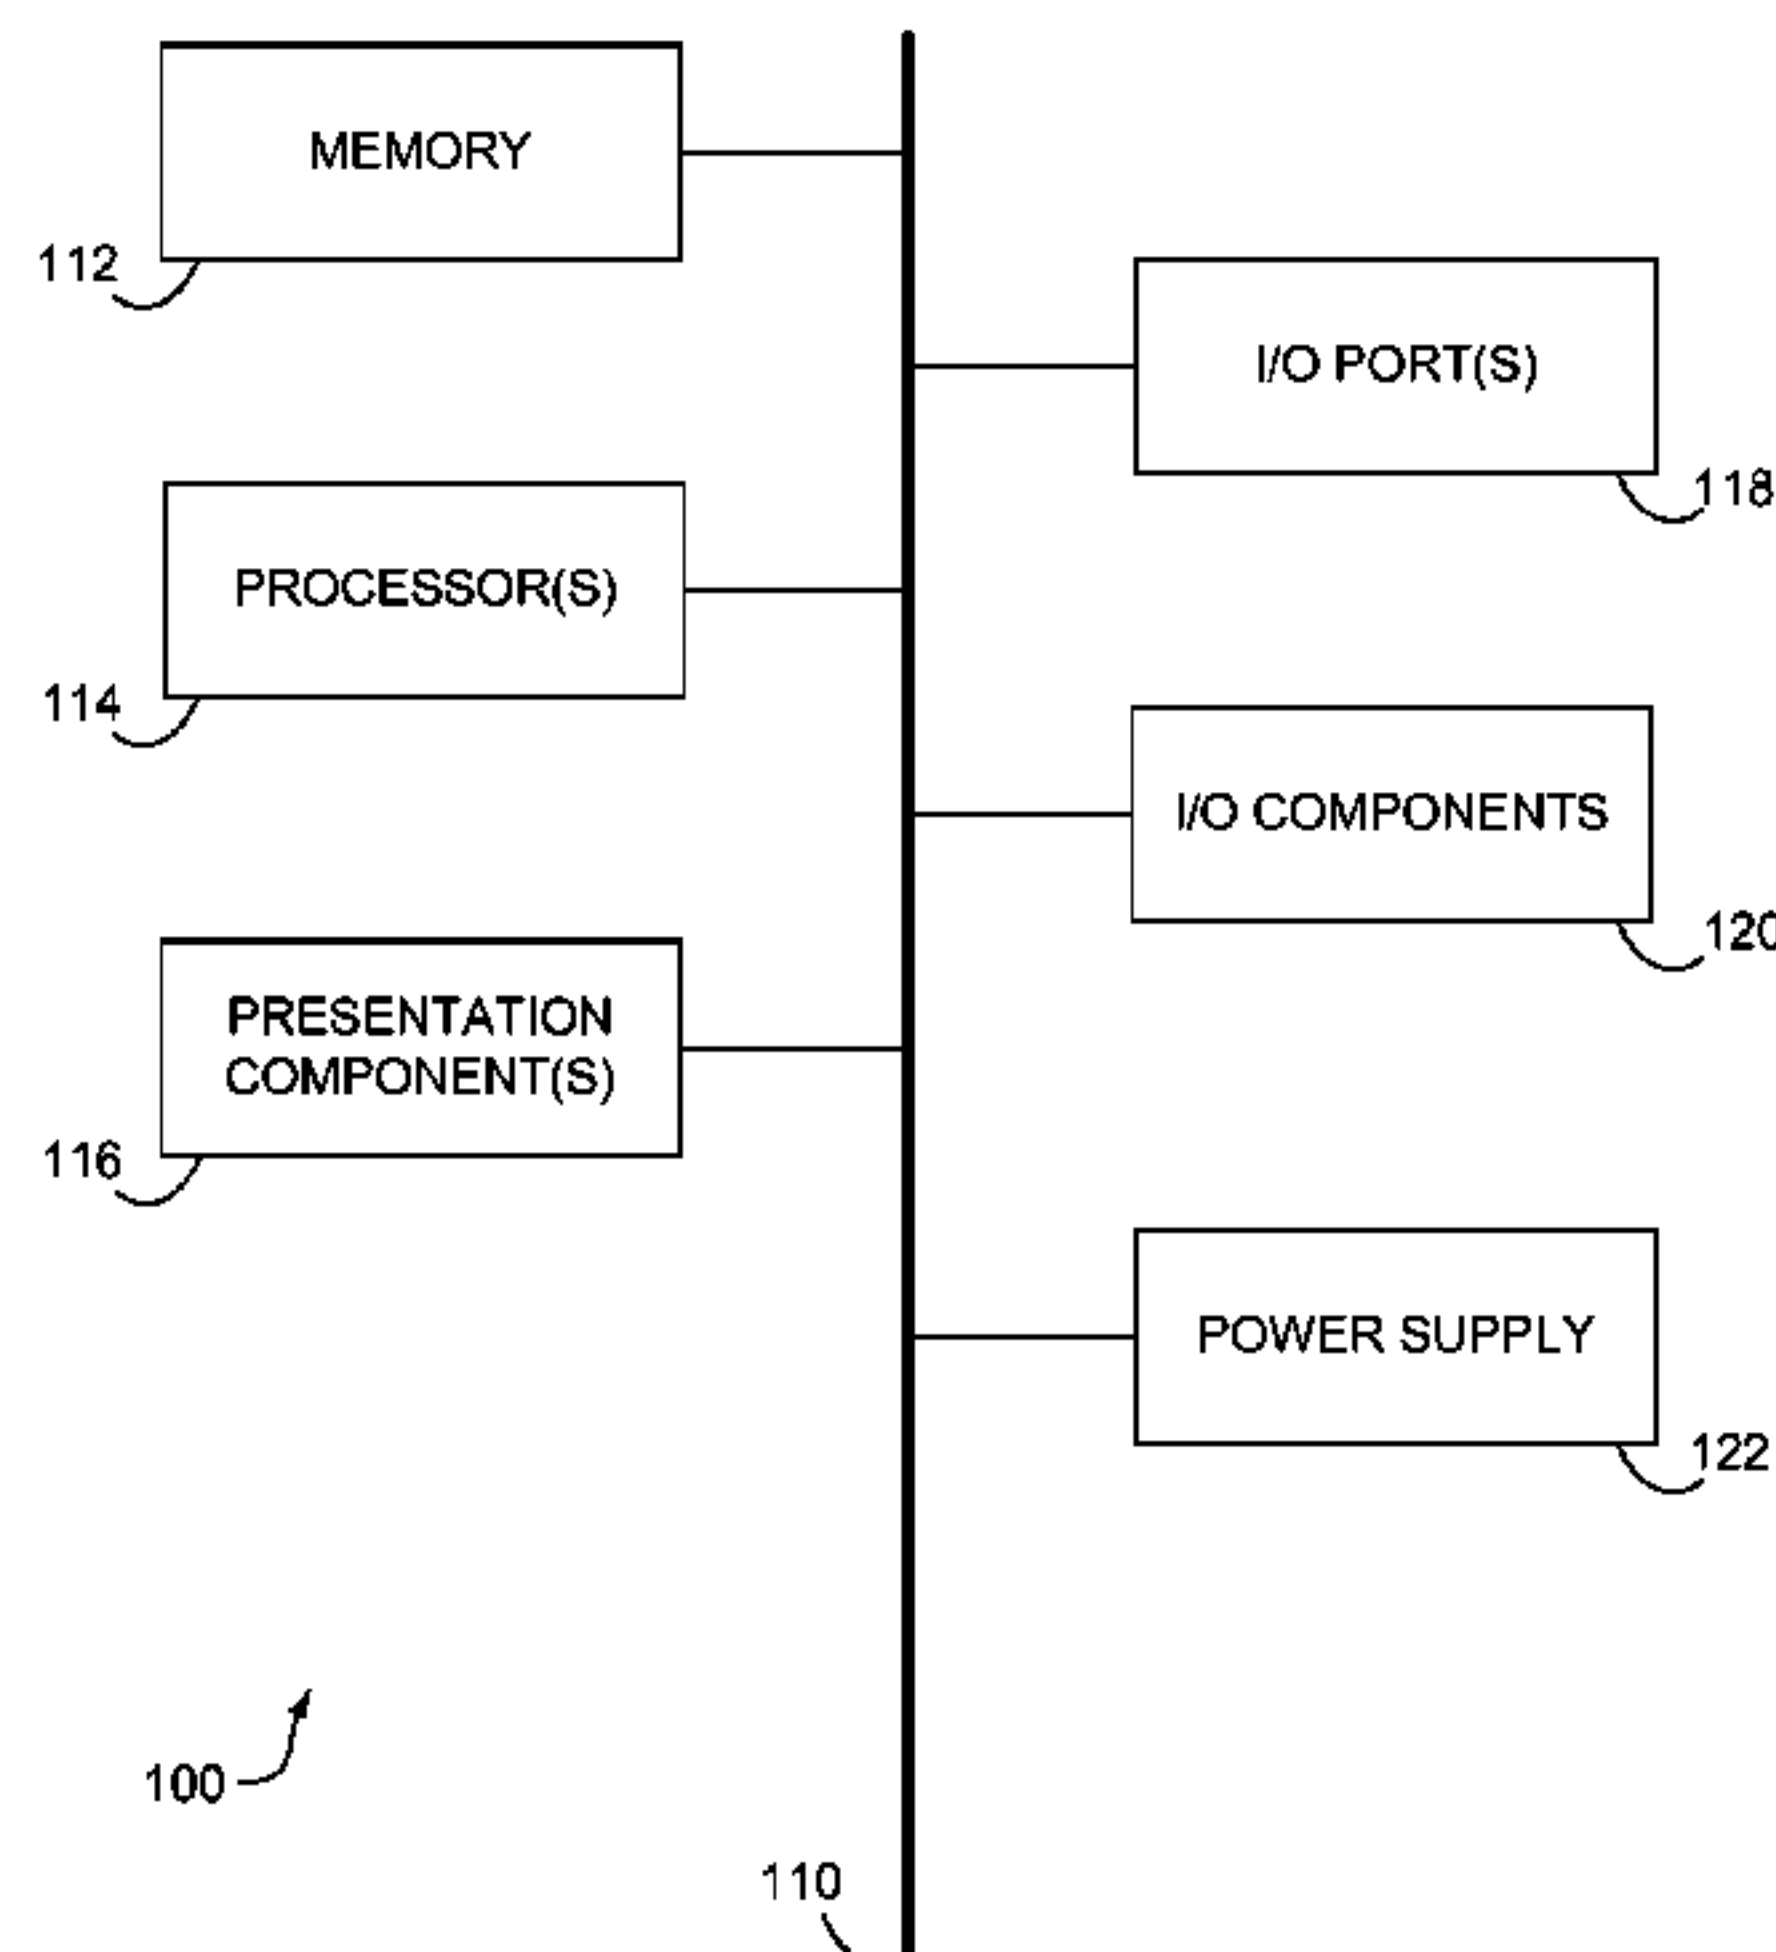 MEMORY
112
I/O PORT(S)
118
PROCESSOR(S)
114
I/O COMPONENTS
120
PRESENTATION
COMPONENT(S)
116
POWER SUPPLY
122
100
110